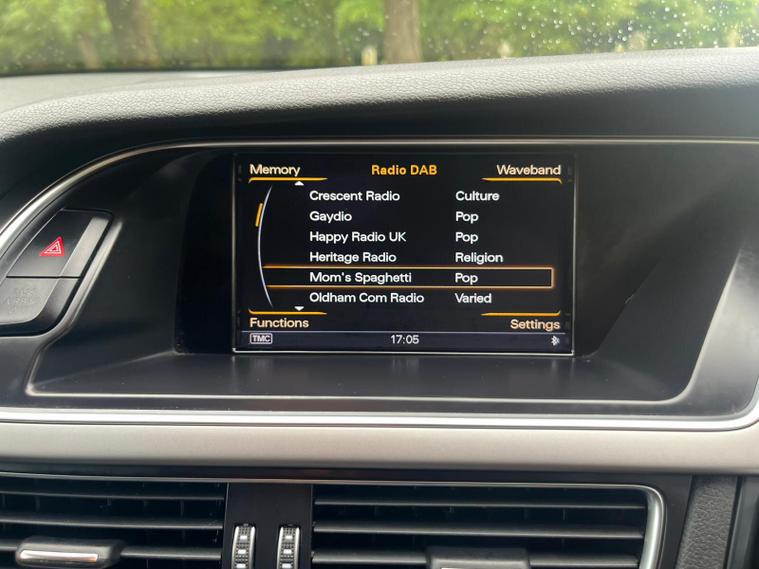 Memory Radio DAB Waveband
Crescent Radio Culture
Gaydio Pop
Happy Radio UK Pop
Heritage Radio Religion
Mom's Spaghetti Pop
Oldham Com Radio Varied
Functions Settings
TMC 17:05